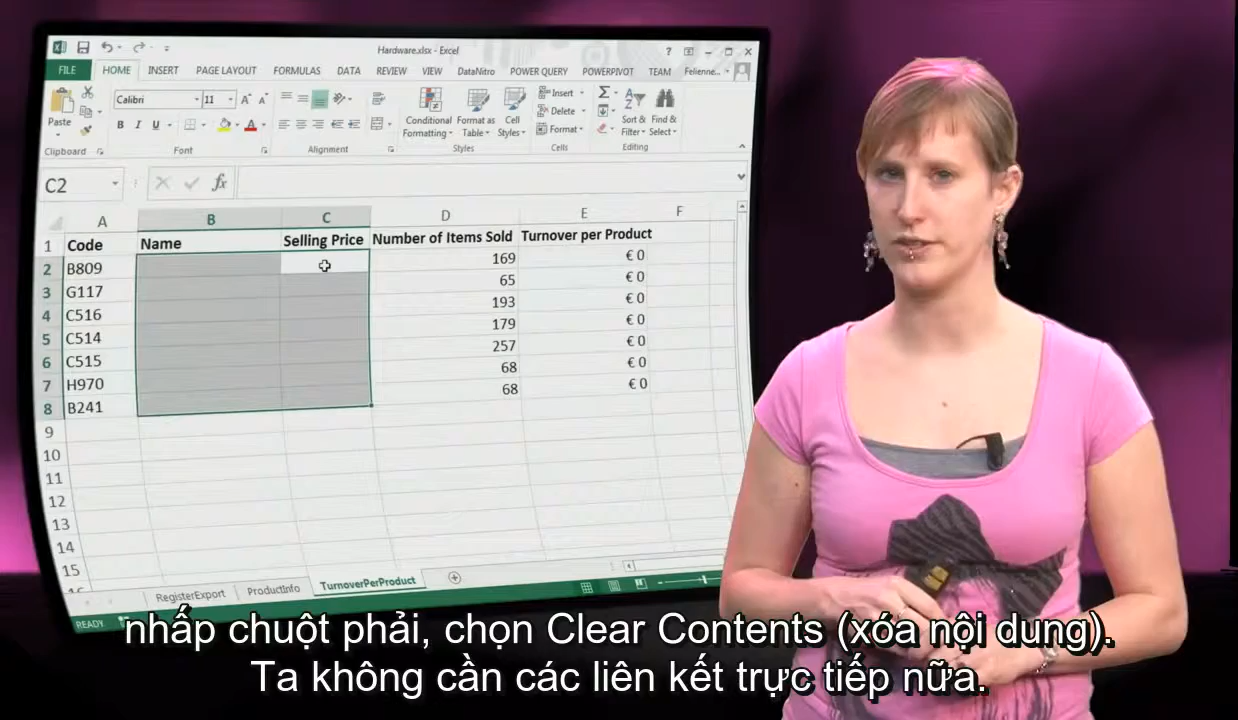 Hardware.xlsx - Excel
FILE HOME INSERT PAGE LAYOUT FORMULAS DATA REVIEW VIEW DataNitro POWER QUERY POWERPIVOT TEAM Felienne...
Calibri 11
Paste
B I U A
Conditional Formatting
Format as Table
Cell Styles
Insert
Delete
Format
Sort & Filter
Find & Select
Clipboard Font Alignment Styles Cells Editing
C2 fx
A B C D E F
1 Code Name Selling Price Number of Items Sold Turnover per Product
2 B809 169 € 0
3 G117 65 € 0
4 C516 193 € 0
5 C514 179 € 0
6 C515 257 € 0
7 H970 68 € 0
8 B241 68 € 0
9
10
11
12
13
14
15
RegisterExport ProductInfo TurnoverPerProduct
READY
nhấp chuột phải, chọn Clear Contents (xóa nội dung).
Ta không cần các liên kết trực tiếp nữa.